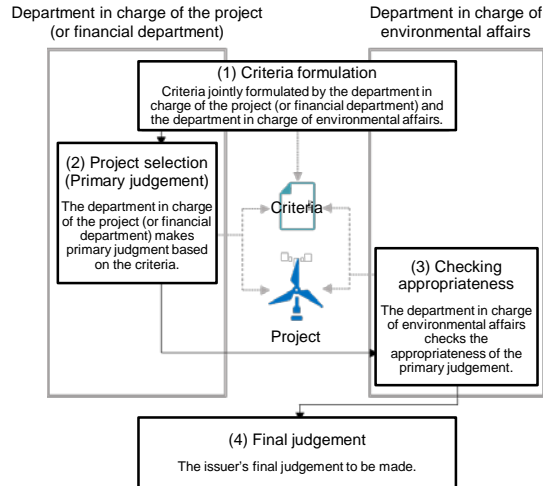 Department in charge of the project
(or financial department)
Department in charge of
environmental affairs
(1) Criteria formulation
Criteria jointly formulated by the department in
charge of the project (or financial department) and
the department in charge of environmental affairs.
(2) Project selection
(Primary judgement)
The department in charge
of the project (or financial
department) makes
primary judgment based
on the criteria.
Criteria
Project
(3) Checking
appropriateness
The department in charge
of environmental affairs
checks the
appropriateness of the
primary judgement.
(4) Final judgement
The issuer's final judgement to be made.